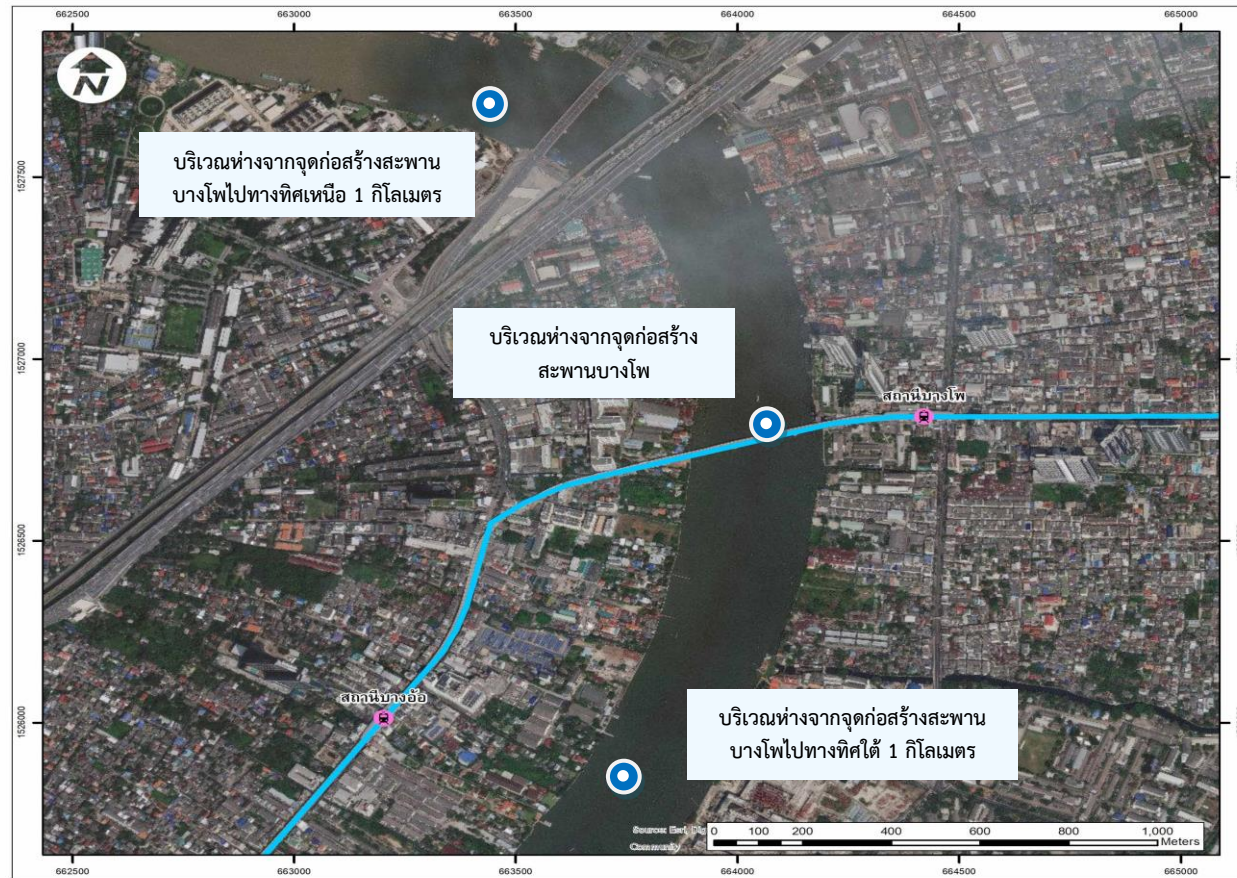 662500 663000 663500 664000 664500 665000
N
บริเวณห่างจากจุดก่อสร้างสะพาน
บางโพไปทางทิศเหนือ 1 กิโลเมตร
1527500
บริเวณห่างจากจุดก่อสร้าง
สะพานบางโพ
1527000
สถานีบางโพ
1526500
สถานีบางอ้อ
บริเวณห่างจากจุดก่อสร้างสะพาน
บางโพไปทางทิศใต้ 1 กิโลเมตร
1526000
Source: Esri,
Community
0 100 200 400 600 800 1,000
Meters
662500 663000 663500 664000 664500 665000